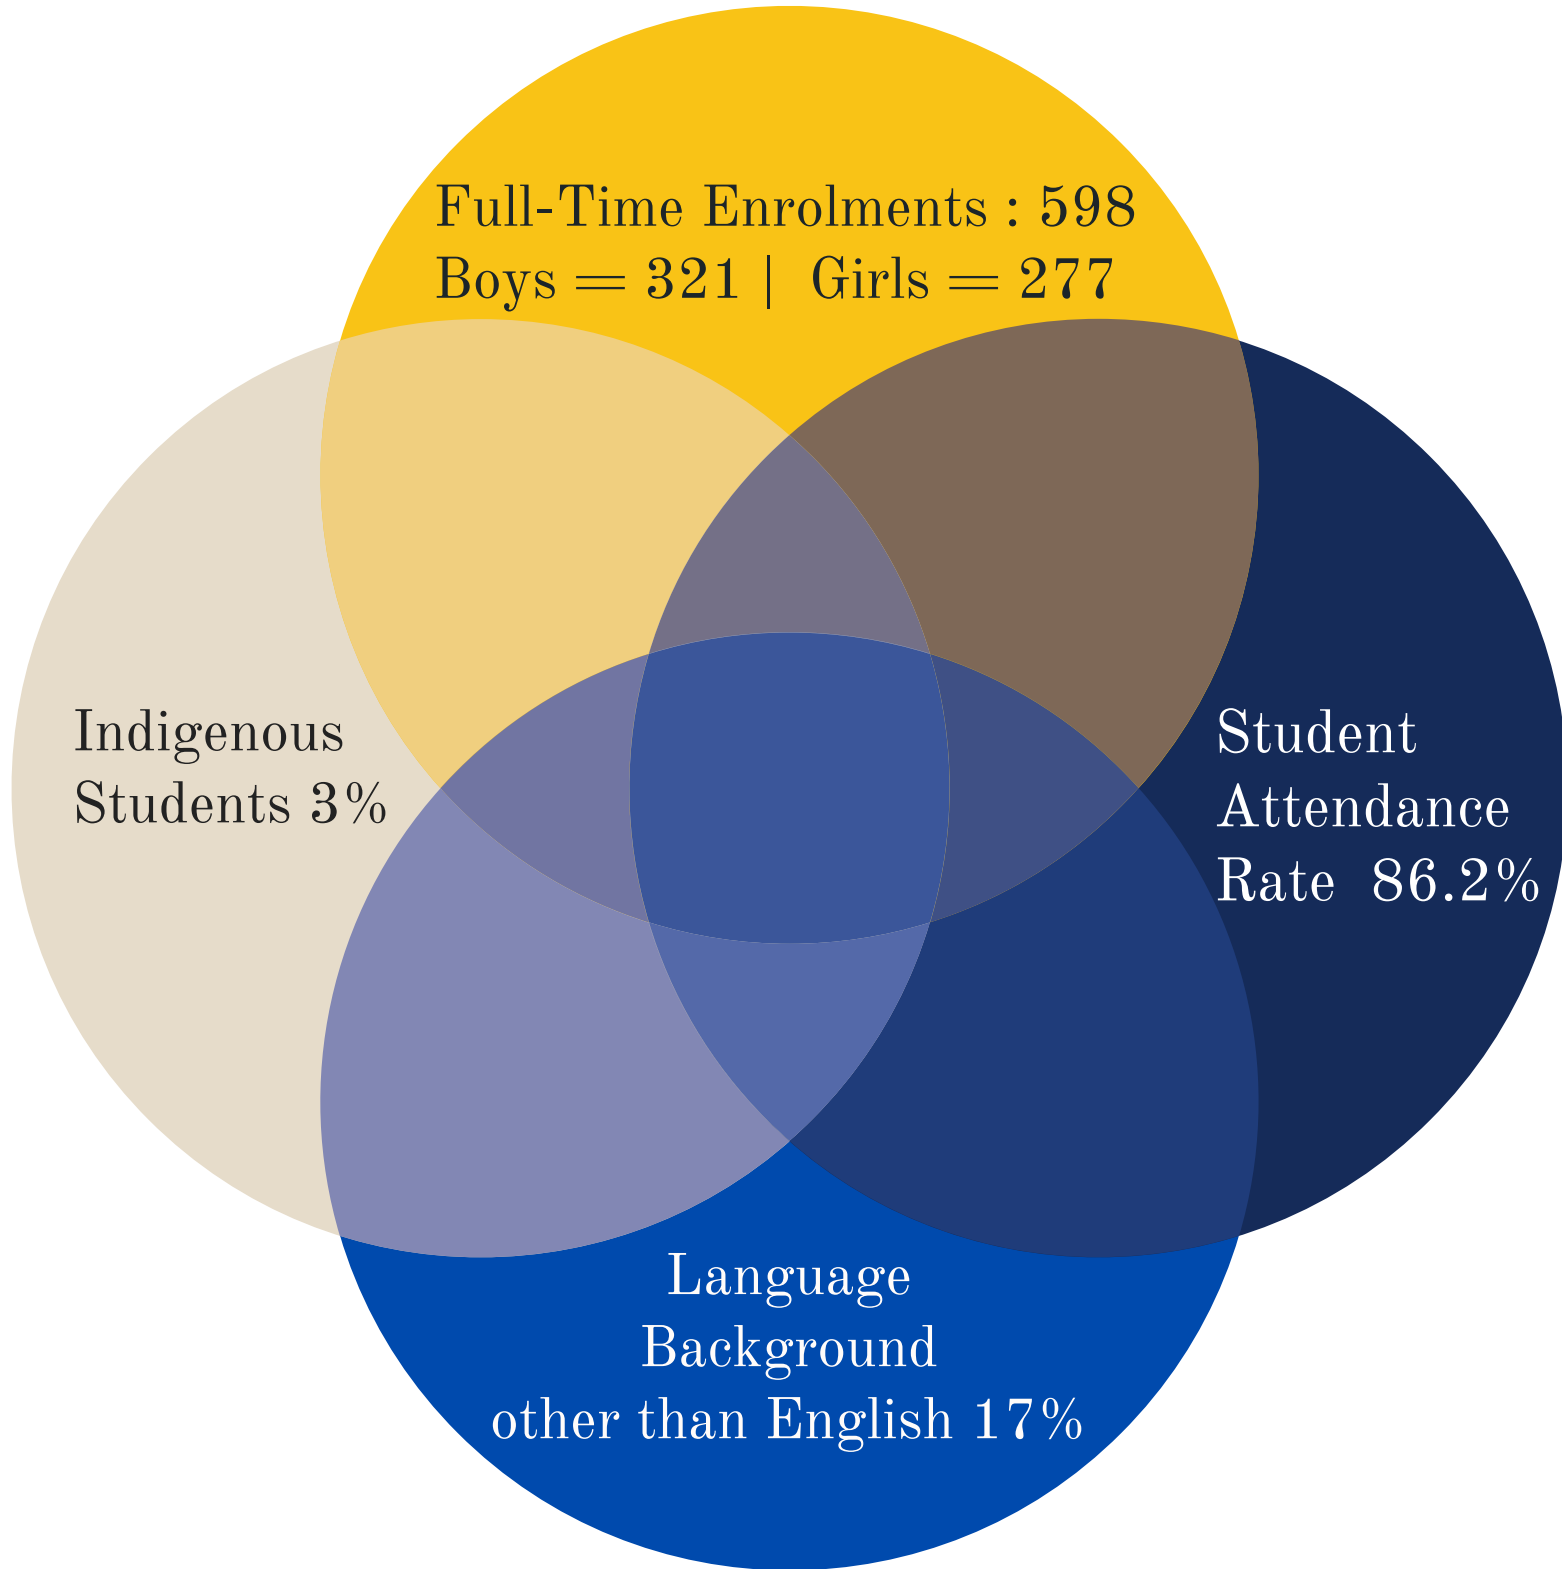 Full-Time Enrolments : 598
Boys = 321 | Girls = 277
Indigenous
Students 3%
Student
Attendance
Rate 86.2%
Language
Background
other than English 17%